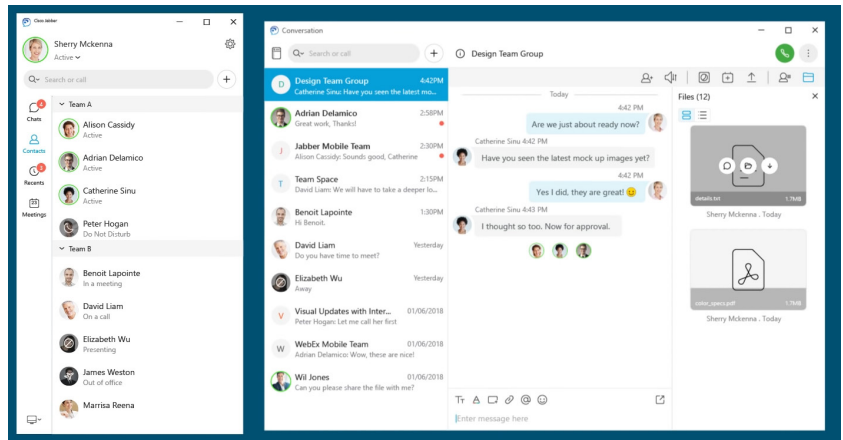 Cisco Jabber
Sherry Mckenna
Active
Search or call
Chats
Contacts
Recents
Meetings
Team A
Alison Cassidy
Active
Adrian Delamico
Active
Catherine Sinu
Active
Peter Hogan
Do Not Disturb
Team B
Benoit Lapointe
In a meeting
David Liam
On a call
Elizabeth Wu
Presenting
James Weston
Out of office
Marrisa Reena
Conversation
Search or call
D Design Team Group 4:42PM
Catherine Sinu: Have you seen the latest mo...
Adrian Delamico 2:58PM
Great work, Thanks!
J Jabber Mobile Team 2:30PM
Alison Cassidy: Sounds good, Catherine
T Team Space 2:15PM
David Liam: We will have to take a deeper lo...
Benoit Lapointe 1:30PM
Hi Benoit.
David Liam Yesterday
Do you have time to meet?
Elizabeth Wu Yesterday
Away
V Visual Updates with Inter... 01/06/2018
Peter Hogan: Let me call her first
W WebEx Mobile Team 01/06/2018
Adrian Delamico: Wow, these are nice!
Wil Jones 01/06/2018
Can you please share the file with me?
Design Team Group
Today
4:42 PM
Are we just about ready now?
Catherine Sinu 4:42 PM
Have you seen the latest mock up images yet?
4:42 PM
Yes I did, they are great! 😊
Catherine Sinu 4:43 PM
I thought so too. Now for approval.
Enter message here
Files (12)
details.txt 1.7MB
Sherry Mckenna . Today
color_specs.pdf 1.7MB
Sherry Mckenna . Today